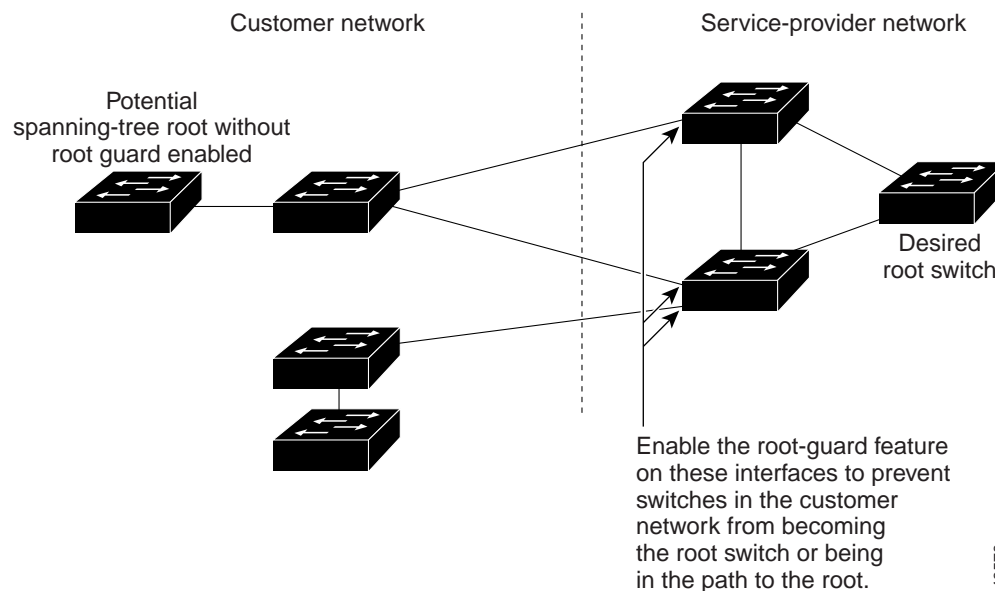 Customer network
Service-provider network
Potential
spanning-tree root without
root guard enabled
Desired
root switch
Enable the root-guard feature
on these interfaces to prevent
switches in the customer
network from becoming
the root switch or being
in the path to the root.